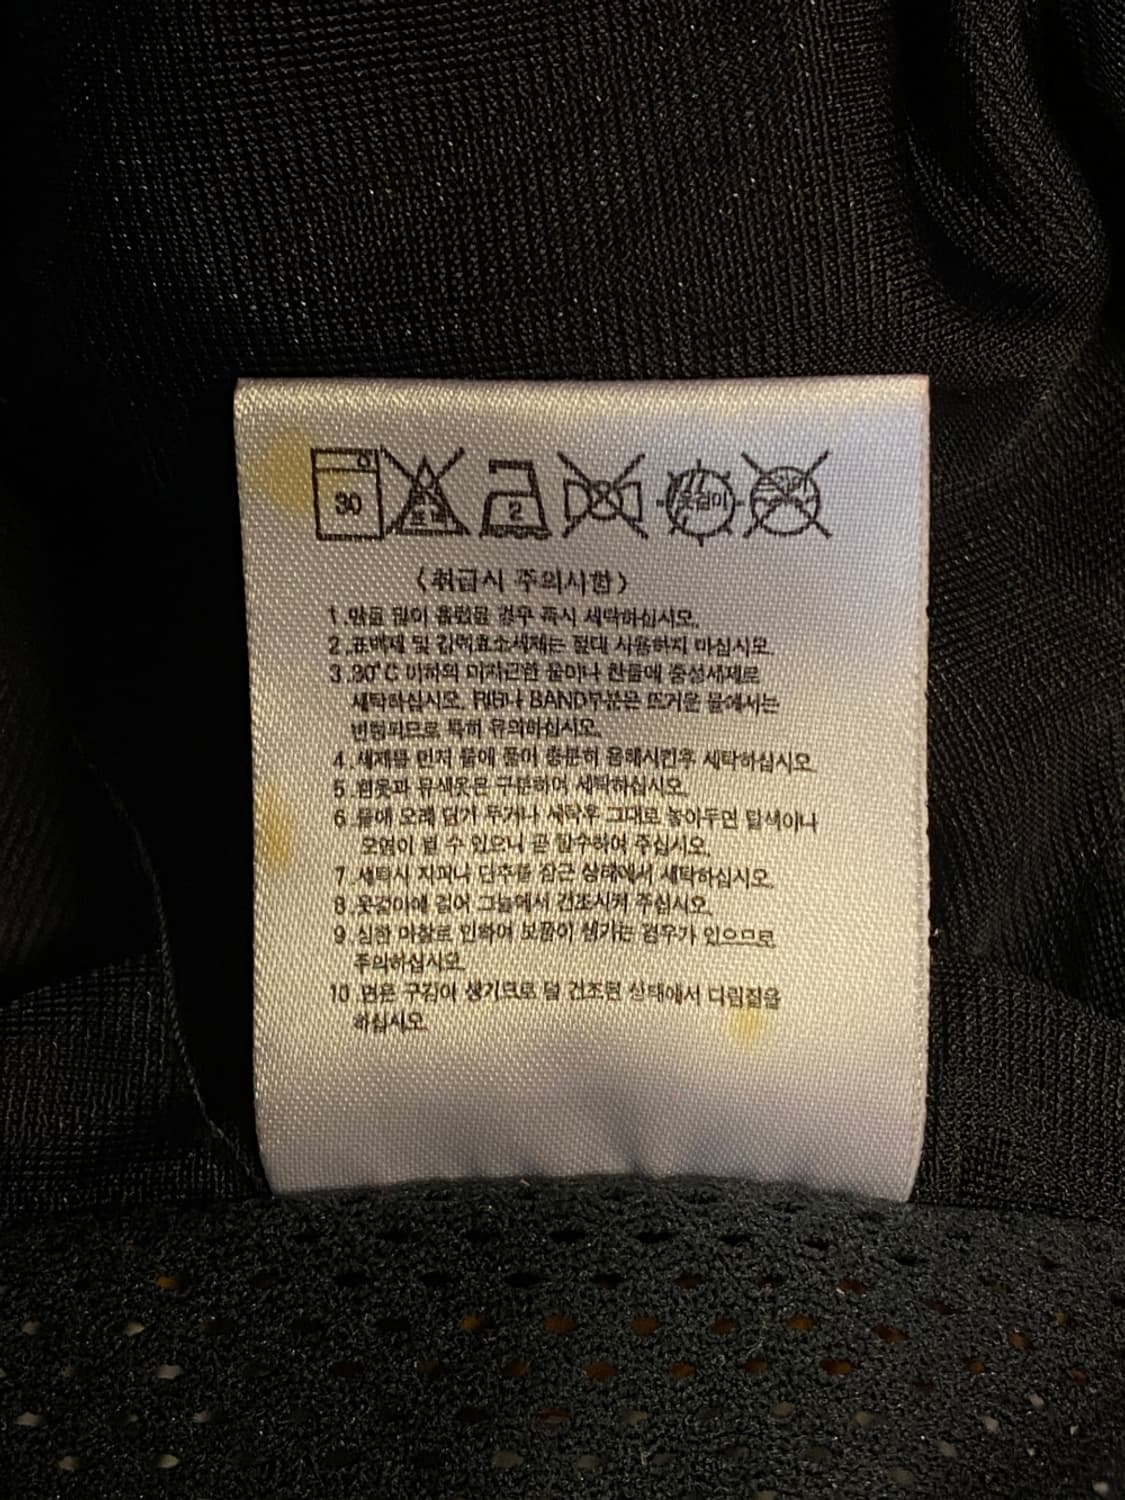 30
2
옷걸이
〈취급시 주의사항〉
1.땀을 많이 흘렸을 경우 즉시 세탁하십시오.
2.표백제 및 강력효소세제는 절대 사용하지 마십시오.
3.30°C 이하의 미지근한 물이나 찬물에 중성세제로
세탁하십시오. RIB나 BAND부분은 뜨거운 물에서는
변형되므로 특히 유의하십시오.
4.세제를 먼저 물에 풀어 충분히 용해시킨후 세탁하십시오.
5.흰옷과 유색옷은 구분하여 세탁하십시오.
6.물에 오래 담가 두거나 세탁후 그대로 놓아두면 탈색이나
오염이 될 수 있으니 곧 탈수하여 주십시오.
7.세탁시 지퍼나 단추를 잠근 상태에서 세탁하십시오.
8.옷걸이에 걸어 그늘에서 건조시켜 주십시오.
9.심한 마찰로 인하여 보풀이 생기는 경우가 있으므로
주의하십시오.
10.면은 구김이 생기므로 덜 건조된 상태에서 다림질을
하십시오.